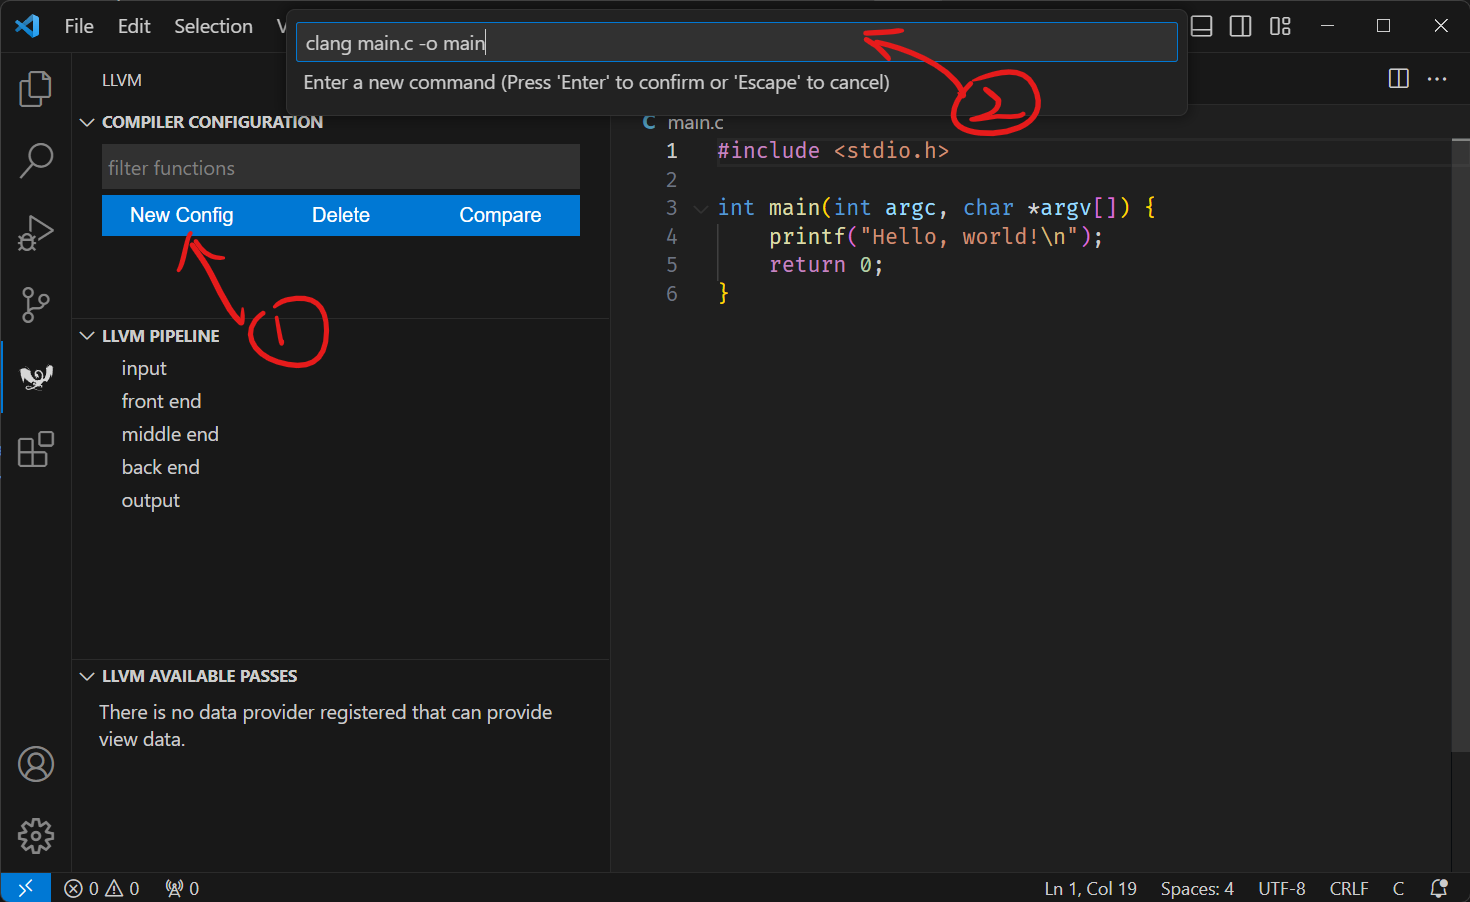 File Edit Selection
clang main.c -o main
Enter a new command (Press 'Enter' to confirm or 'Escape' to cancel)
2
LLVM
COMPILER CONFIGURATION
filter functions
New Config Delete Compare
1
LLVM PIPELINE
input
front end
middle end
back end
output
LLVM AVAILABLE PASSES
There is no data provider registered that can provide
view data.
C main.c
1 #include <stdio.h>
2
3 int main(int argc, char *argv[]) {
4 printf("Hello, world!\n");
5 return 0;
6 }
0 0 0
Ln 1, Col 19 Spaces: 4 UTF-8 CRLF C